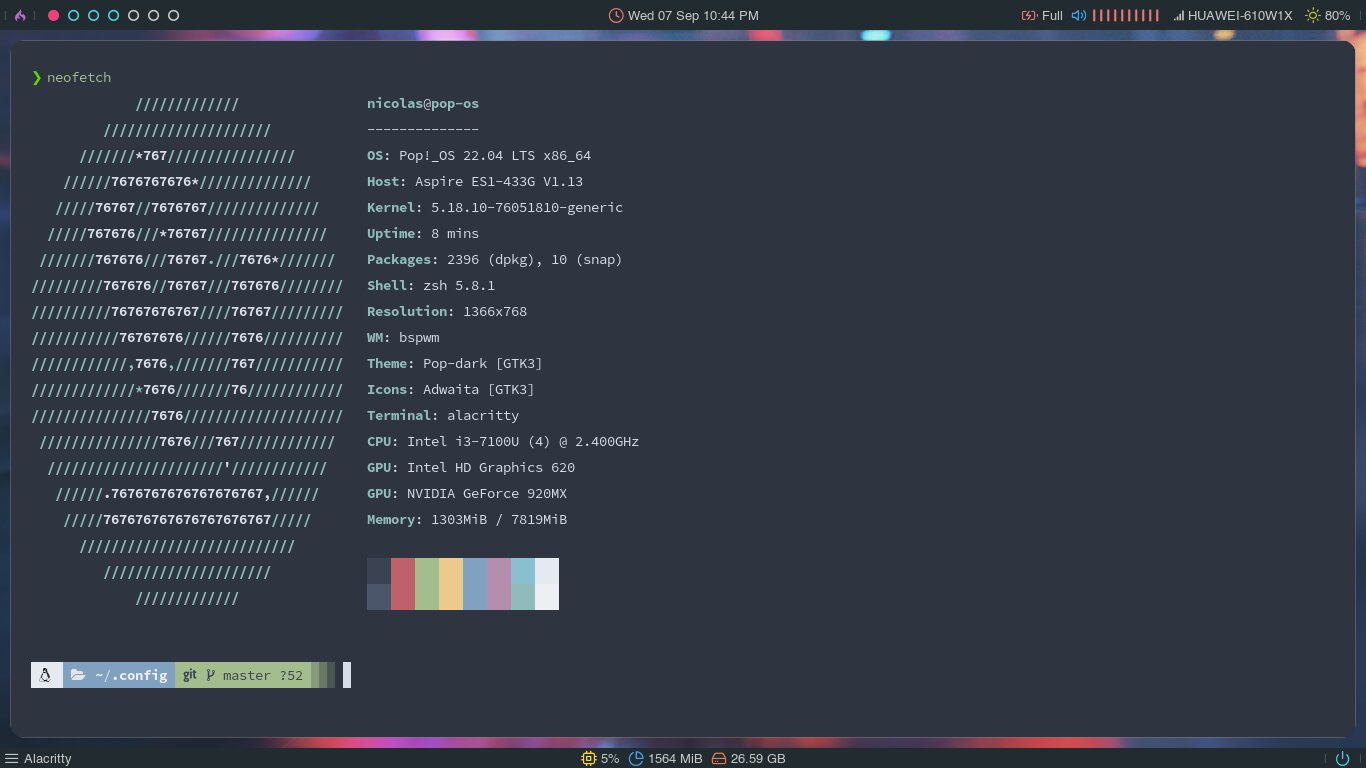 Wed 07 Sep 10:44 PM
Full
HUAWEI-610W1X
80%
❯ neofetch
/////////////
/////////////////////
///////*767////////////////
//////7676767676*//////////////
/////76767//7676767//////////////
/////767676///*76767///////////////
///////767676///76767.///7676*///////
/////////767676//76767///767676////////
//////////76767676767////76767/////////
///////////76767676//////7676//////////
////////////,7676,///////767///////////
/////////////*7676///////76////////////
///////////////7676////////////////////
///////////////7676///767////////////
//////////////////////'////////////
//////.7676767676767676767,//////
/////767676767676767676767/////
///////////////////////////
/////////////////////
/////////////
nicolas@pop-os
--------------
OS: Pop!_OS 22.04 LTS x86_64
Host: Aspire ES1-433G V1.13
Kernel: 5.18.10-76051810-generic
Uptime: 8 mins
Packages: 2396 (dpkg), 10 (snap)
Shell: zsh 5.8.1
Resolution: 1366x768
WM: bspwm
Theme: Pop-dark [GTK3]
Icons: Adwaita [GTK3]
Terminal: alacritty
CPU: Intel i3-7100U (4) @ 2.400GHz
GPU: Intel HD Graphics 620
GPU: NVIDIA GeForce 920MX
Memory: 1303MiB / 7819MiB
~/.config git master ?52
Alacritty
5%
1564 MiB
26.59 GB